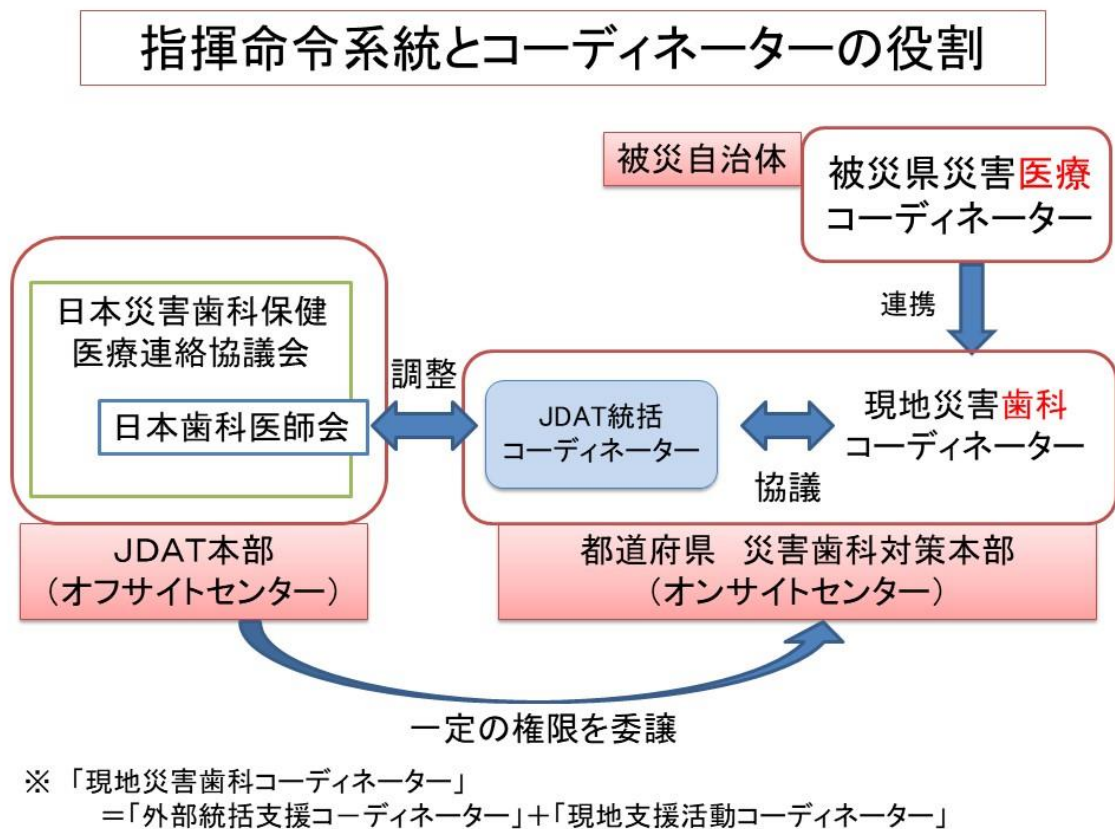 指揮命令系統とコーディネーターの役割
被災自治体
被災県災害医療
コーディネーター
連携
日本災害歯科保健
医療連絡協議会
日本歯科医師会
調整
JDAT統括
コーディネーター
協議
現地災害歯科
コーディネーター
JDAT本部
（オフサイトセンター）
都道府県　災害歯科対策本部
（オンサイトセンター）
一定の権限を委譲
※　「現地災害歯科コーディネーター」
＝「外部統括支援コーディネーター」＋「現地支援活動コーディネーター」